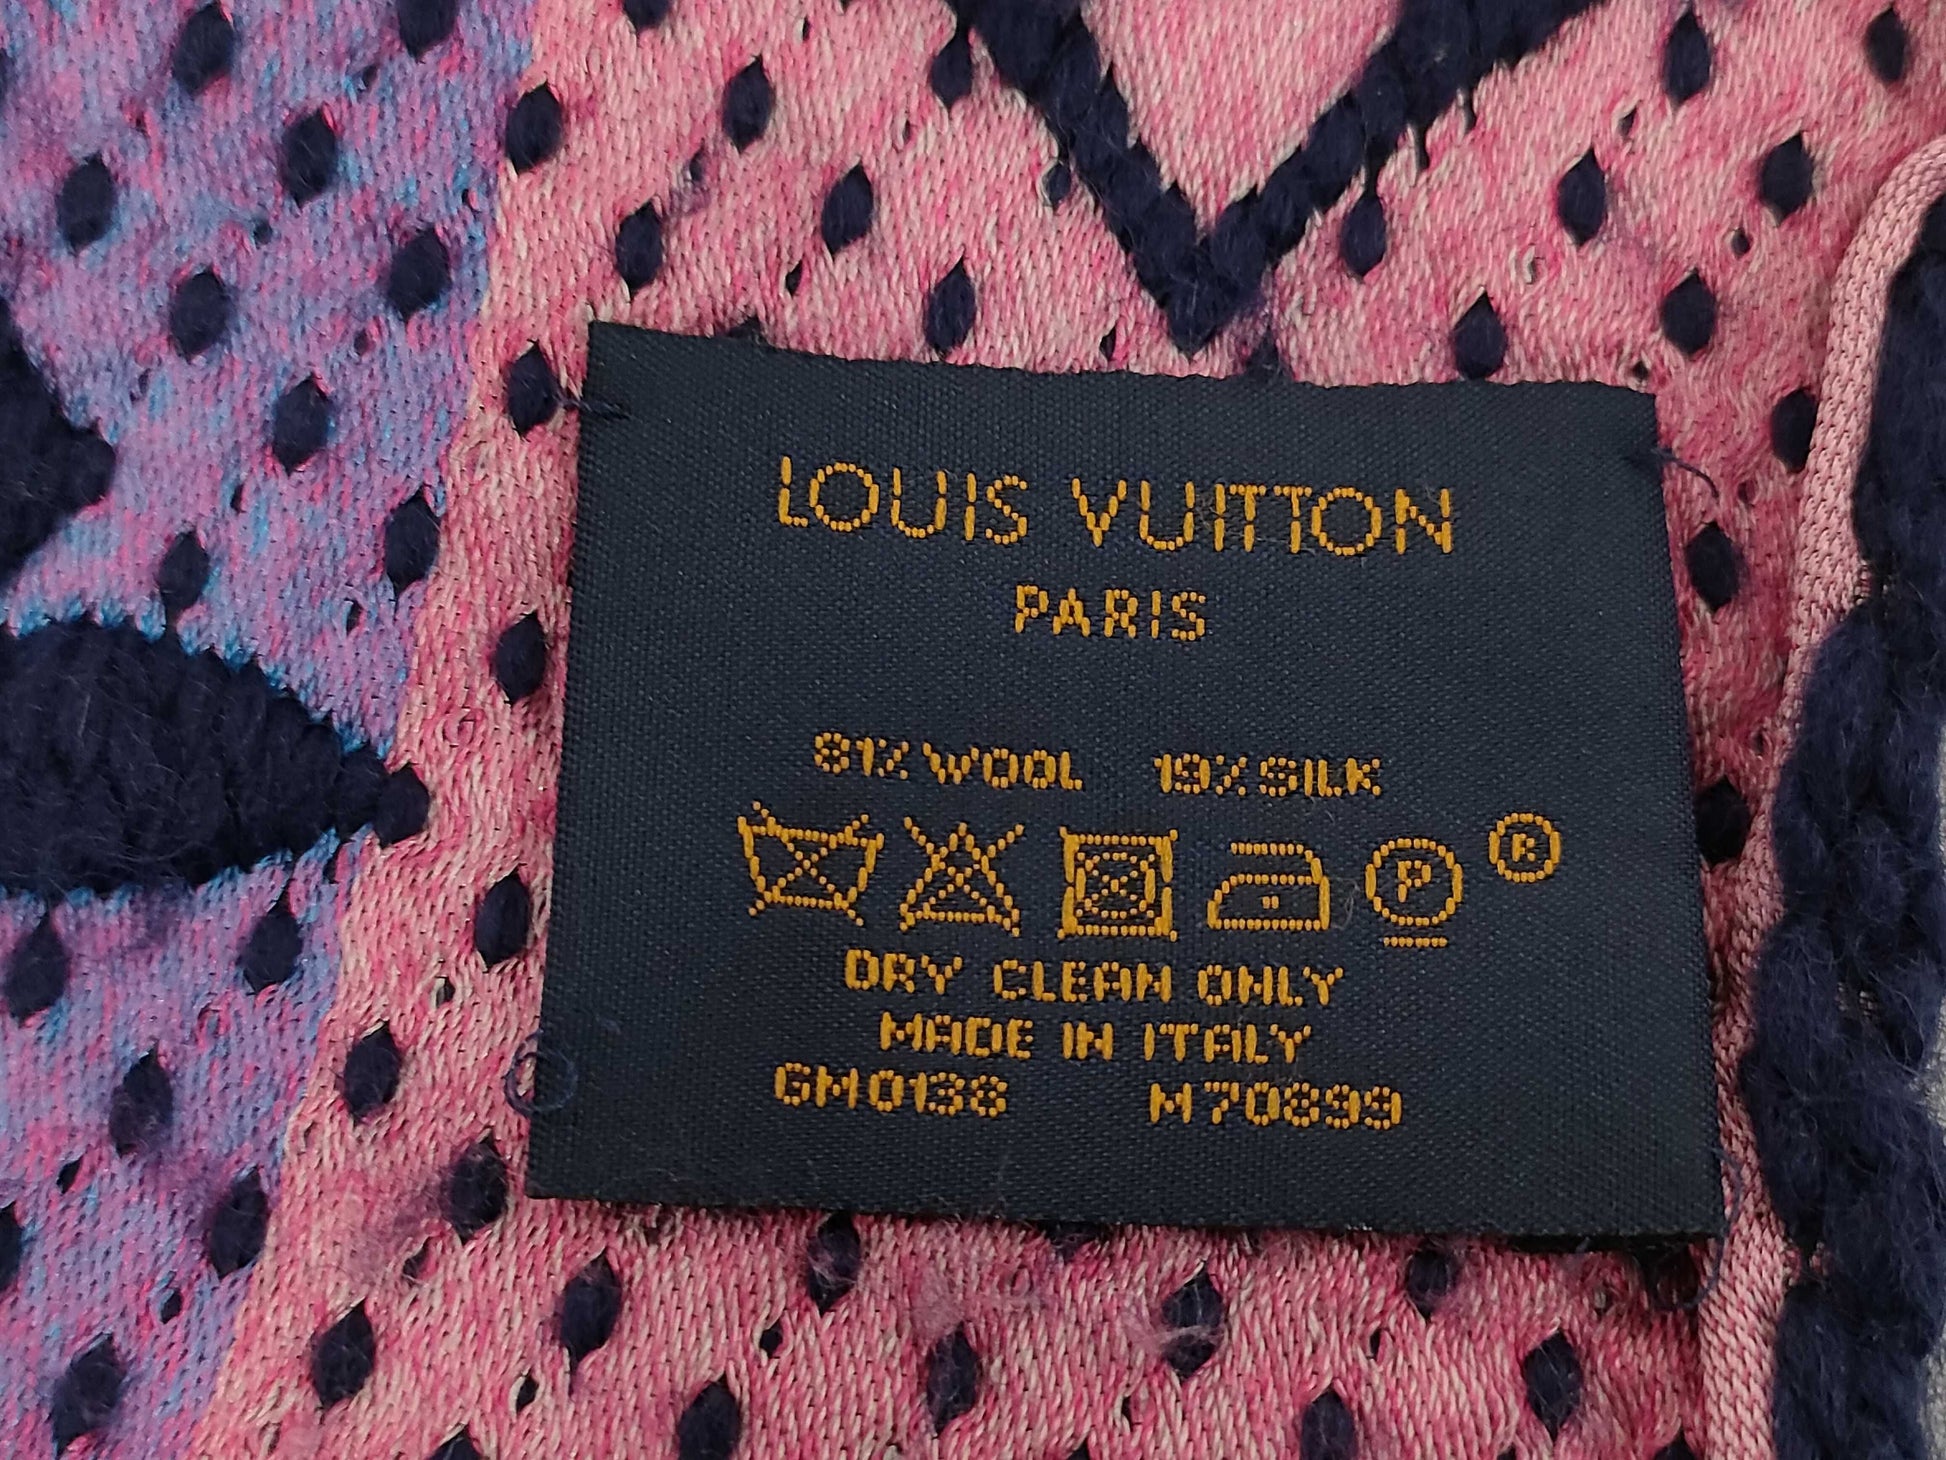 LOUIS VUITTON
PARIS
81% WOOL 19% SILK
P ®
DRY CLEAN ONLY
MADE IN ITALY
GM0138 M70899